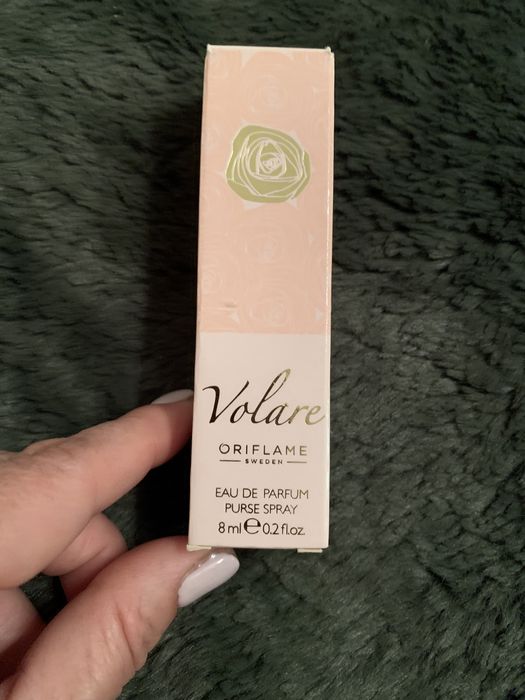 Volare
ORIFLAME
SWEDEN
EAU DE PARFUM
PURSE SPRAY
8 ml e 0.2 fl.oz.